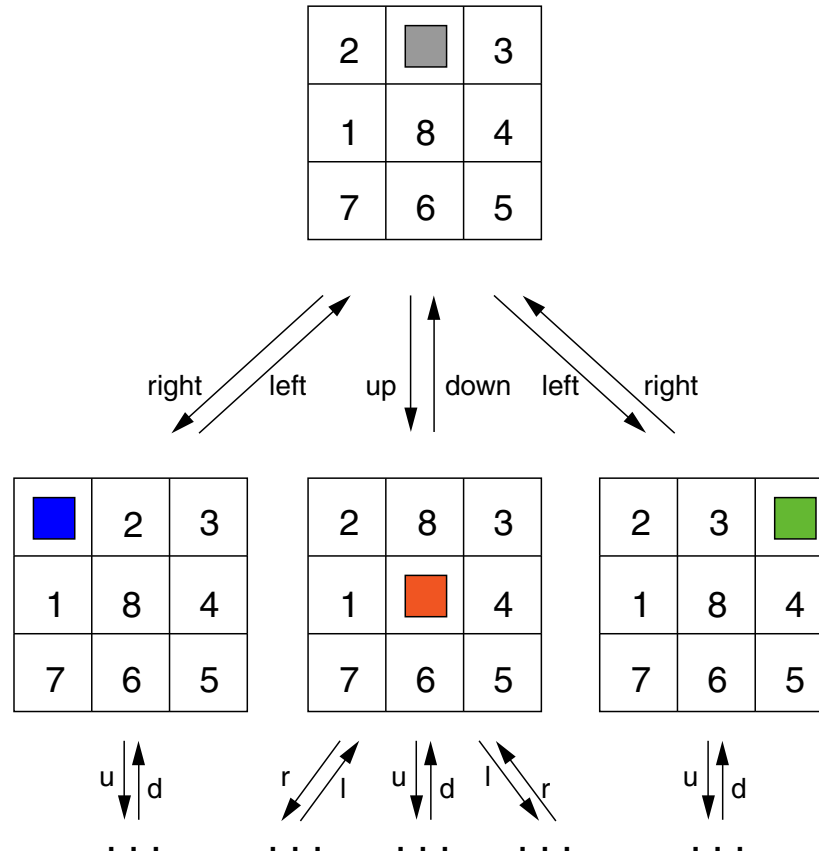 2 3
1 8 4
7 6 5
right left up down left right
2 3 2 8 3 2 3
1 8 4 1 4 1 8 4
7 6 5 7 6 5 7 6 5
u d r l u d l r u d
... ... ... ... ...